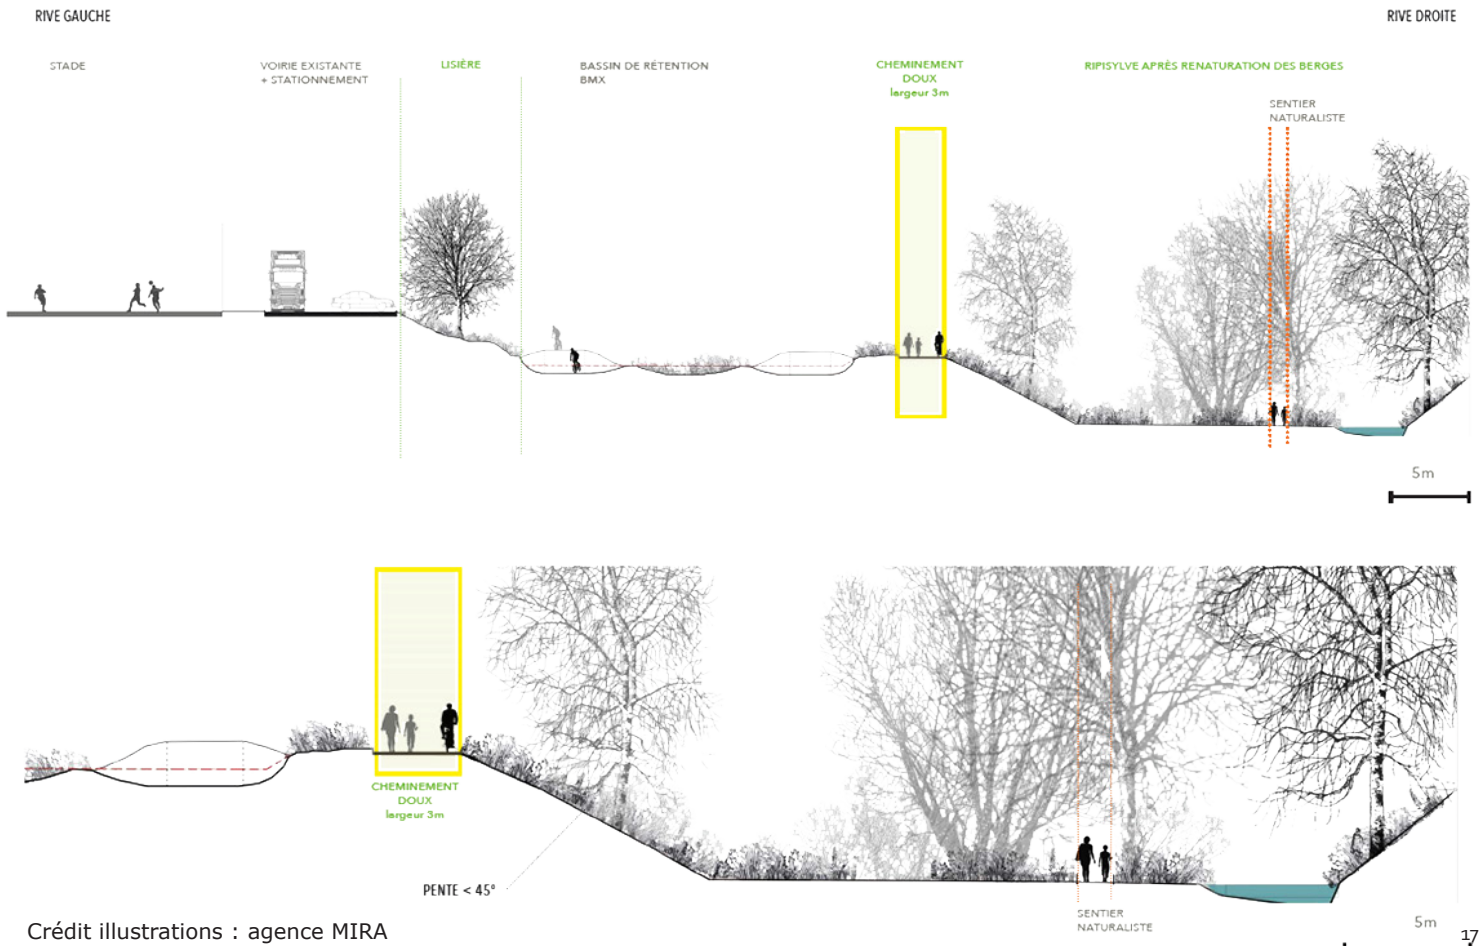 RIVE GAUCHE
RIVE DROITE
STADE
VOIRIE EXISTANTE
+ STATIONNEMENT
LISIÈRE
BASSIN DE RÉTENTION
BMX
CHEMINEMENT
DOUX
largeur 3m
RIPISYLVE APRÈS RENATURATION DES BERGES
SENTIER
NATURALISTE
5m
CHEMINEMENT
DOUX
largeur 3m
PENTE < 45°
SENTIER
NATURALISTE
5m
Crédit illustrations : agence MIRA
17